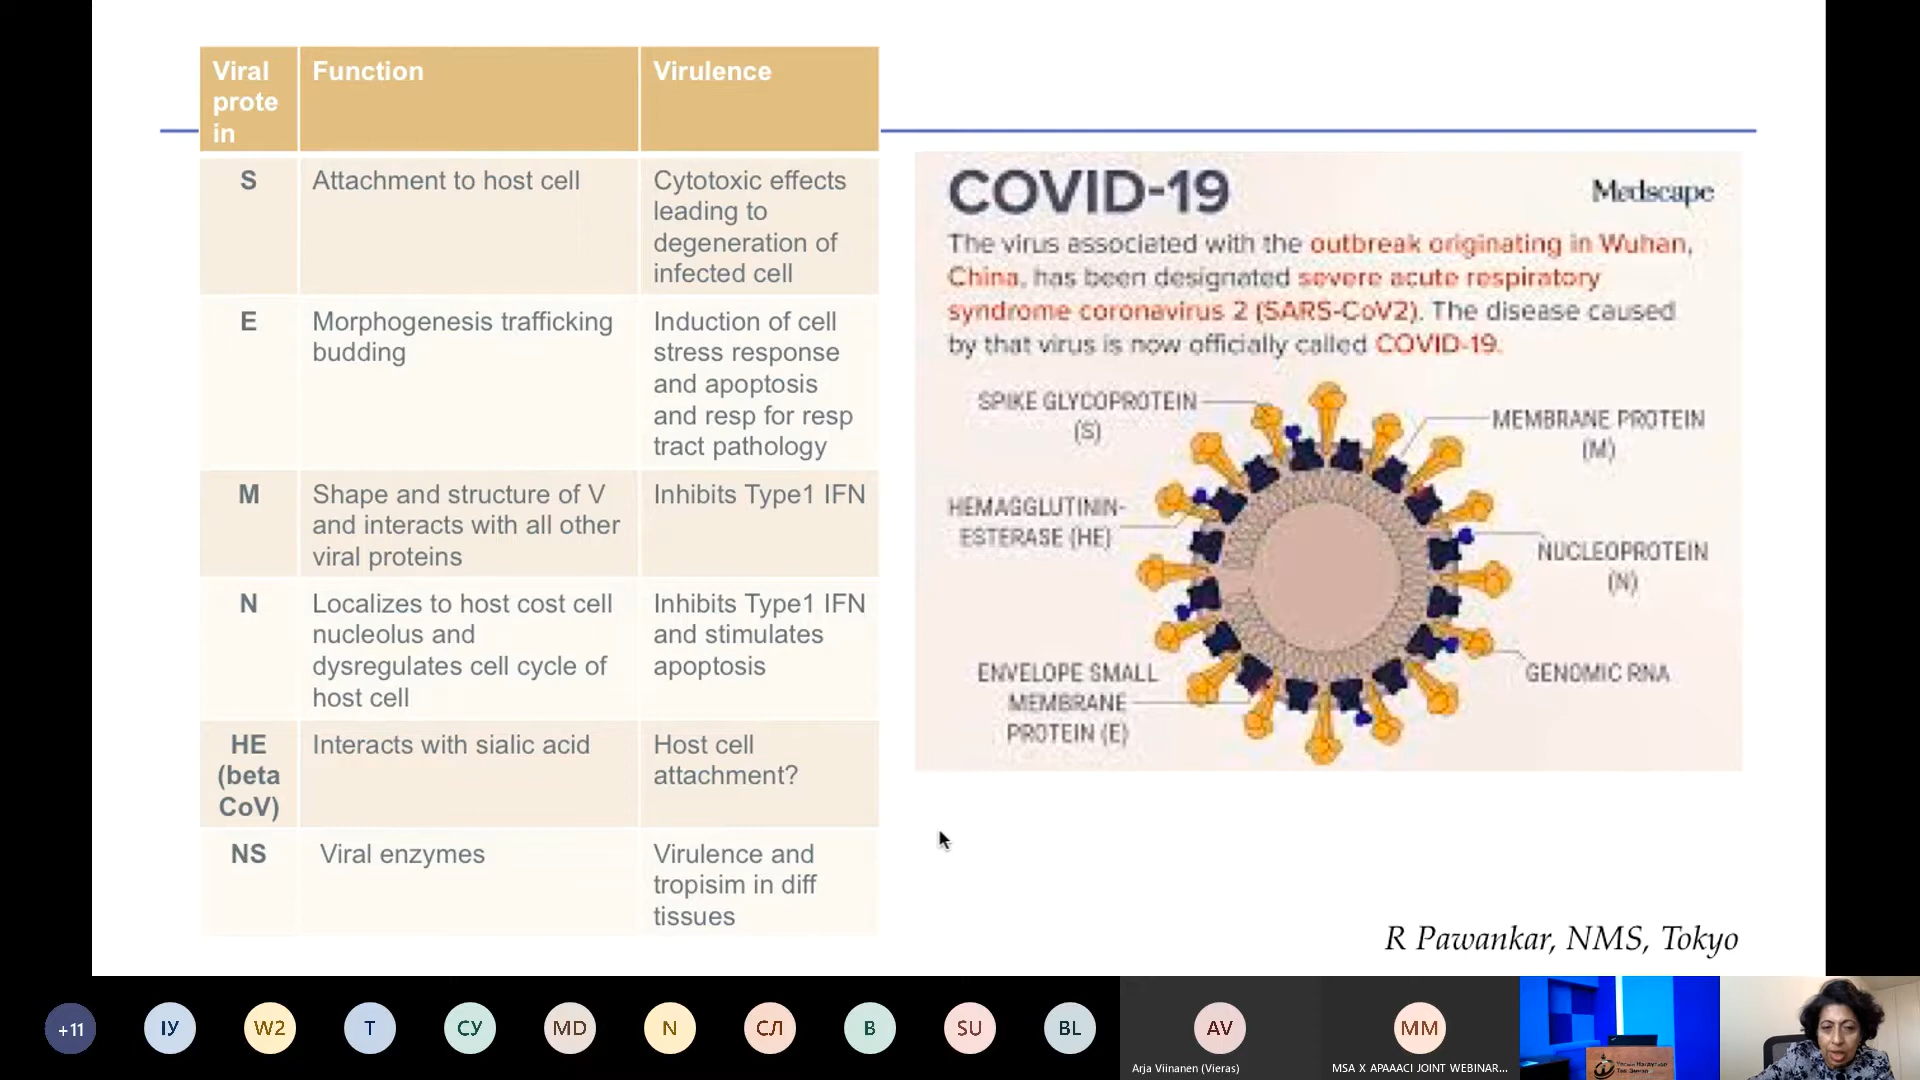 Viral
prote
in
Function
Virulence
S
Attachment to host cell
Cytotoxic effects
leading to
degeneration of
infected cell
E
Morphogenesis trafficking
budding
Induction of cell
stress response
and apoptosis
and resp for resp
tract pathology
M
Shape and structure of V
and interacts with all other
viral proteins
Inhibits Type1 IFN
N
Localizes to host cost cell
nucleolus and
dysregulates cell cycle of
host cell
Inhibits Type1 IFN
and stimulates
apoptosis
HE
(beta
CoV)
Interacts with sialic acid
Host cell
attachment?
NS
Viral enzymes
Virulence and
tropisim in diff
tissues
COVID-19
Medscape
The virus associated with the outbreak originating in Wuhan,
China, has been designated severe acute respiratory
syndrome coronavirus 2 (SARS-CoV2). The disease caused
by that virus is now officially called COVID-19.
SPIKE GLYCOPROTEIN
(S)
MEMBRANE PROTEIN
(M)
HEMAGGLUTININ-
ESTERASE (HE)
NUCLEOPROTEIN
(N)
ENVELOPE SMALL
MEMBRANE
PROTEIN (E)
GENOMIC RNA
R Pawankar, NMS, Tokyo
+11
ІУ
W2
T
СУ
MD
N
СЛ
B
SU
BL
AV
Arja Viinanen (Vieras)
MM
MSA X APAAACI JOINT WEBINAR...